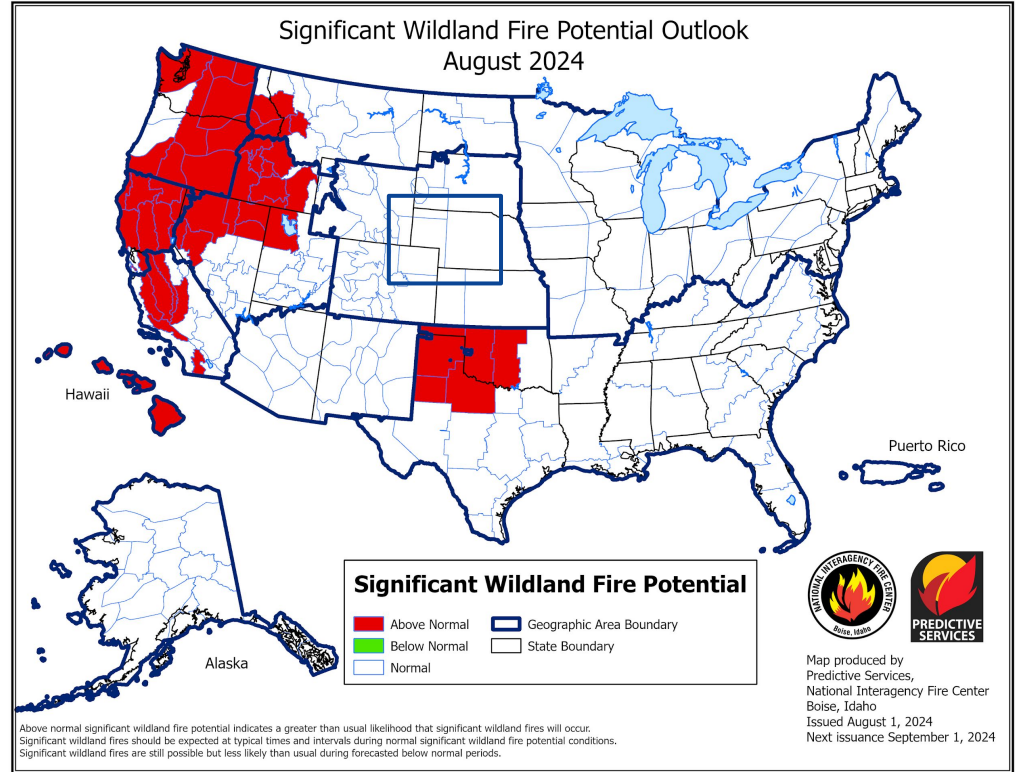 Significant Wildland Fire Potential Outlook
August 2024
Hawaii
Puerto Rico
Alaska
Significant Wildland Fire Potential
Above Normal
Below Normal
Normal
Geographic Area Boundary
State Boundary
NATIONAL INTERAGENCY FIRE CENTER
Boise, Idaho
PREDICTIVE
SERVICES
Map produced by
Predictive Services,
National Interagency Fire Center
Boise, Idaho
Issued August 1, 2024
Next issuance September 1, 2024
Above normal significant wildland fire potential indicates a greater than usual likelihood that significant wildland fires will occur.
Significant wildland fires should be expected at typical times and intervals during normal significant wildland fire potential conditions.
Significant wildland fires are still possible but less likely than usual during forecasted below normal periods.